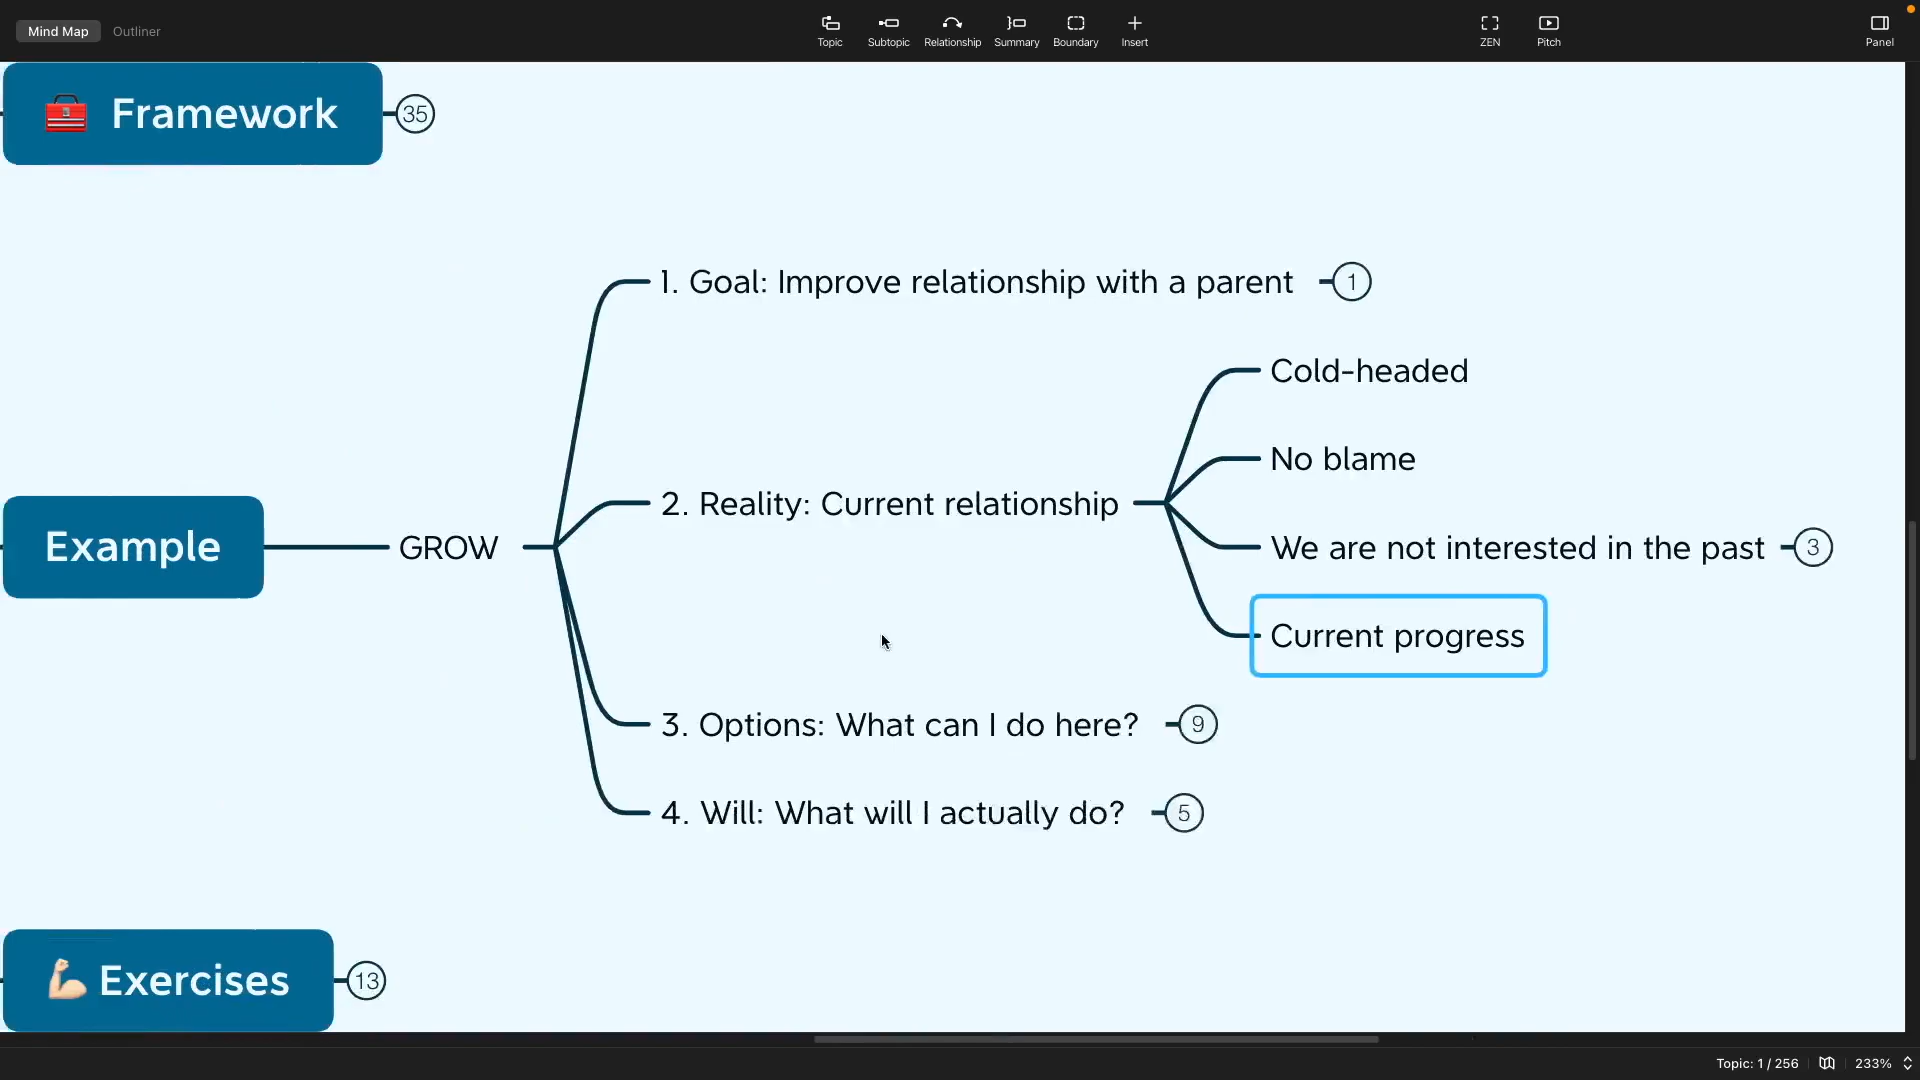 Mind Map
Outliner
Topic
Subtopic
Relationship
Summary
Boundary
Insert
ZEN
Pitch
Panel
Framework
35
1. Goal: Improve relationship with a parent
1
Cold-headed
No blame
2. Reality: Current relationship
Example
GROW
We are not interested in the past
3
Current progress
3. Options: What can I do here?
9
4. Will: What will I actually do?
5
Exercises
13
Topic: 1 / 256
233%